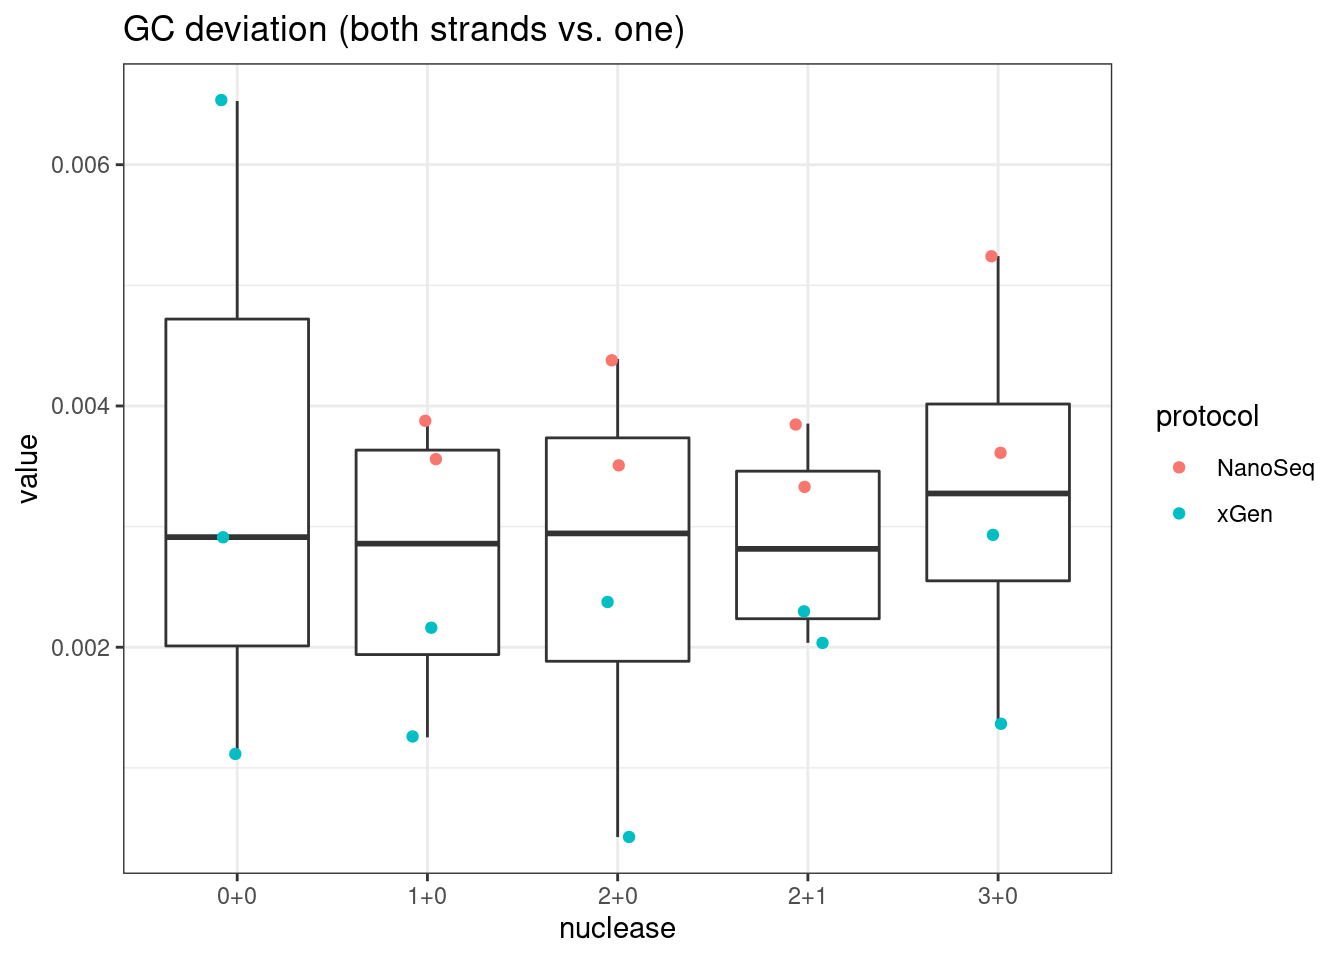 GC deviation (both strands vs. one)
0.006
0.004
0.002
value
0+0 1+0 2+0 2+1 3+0
nuclease
protocol
NanoSeq
xGen